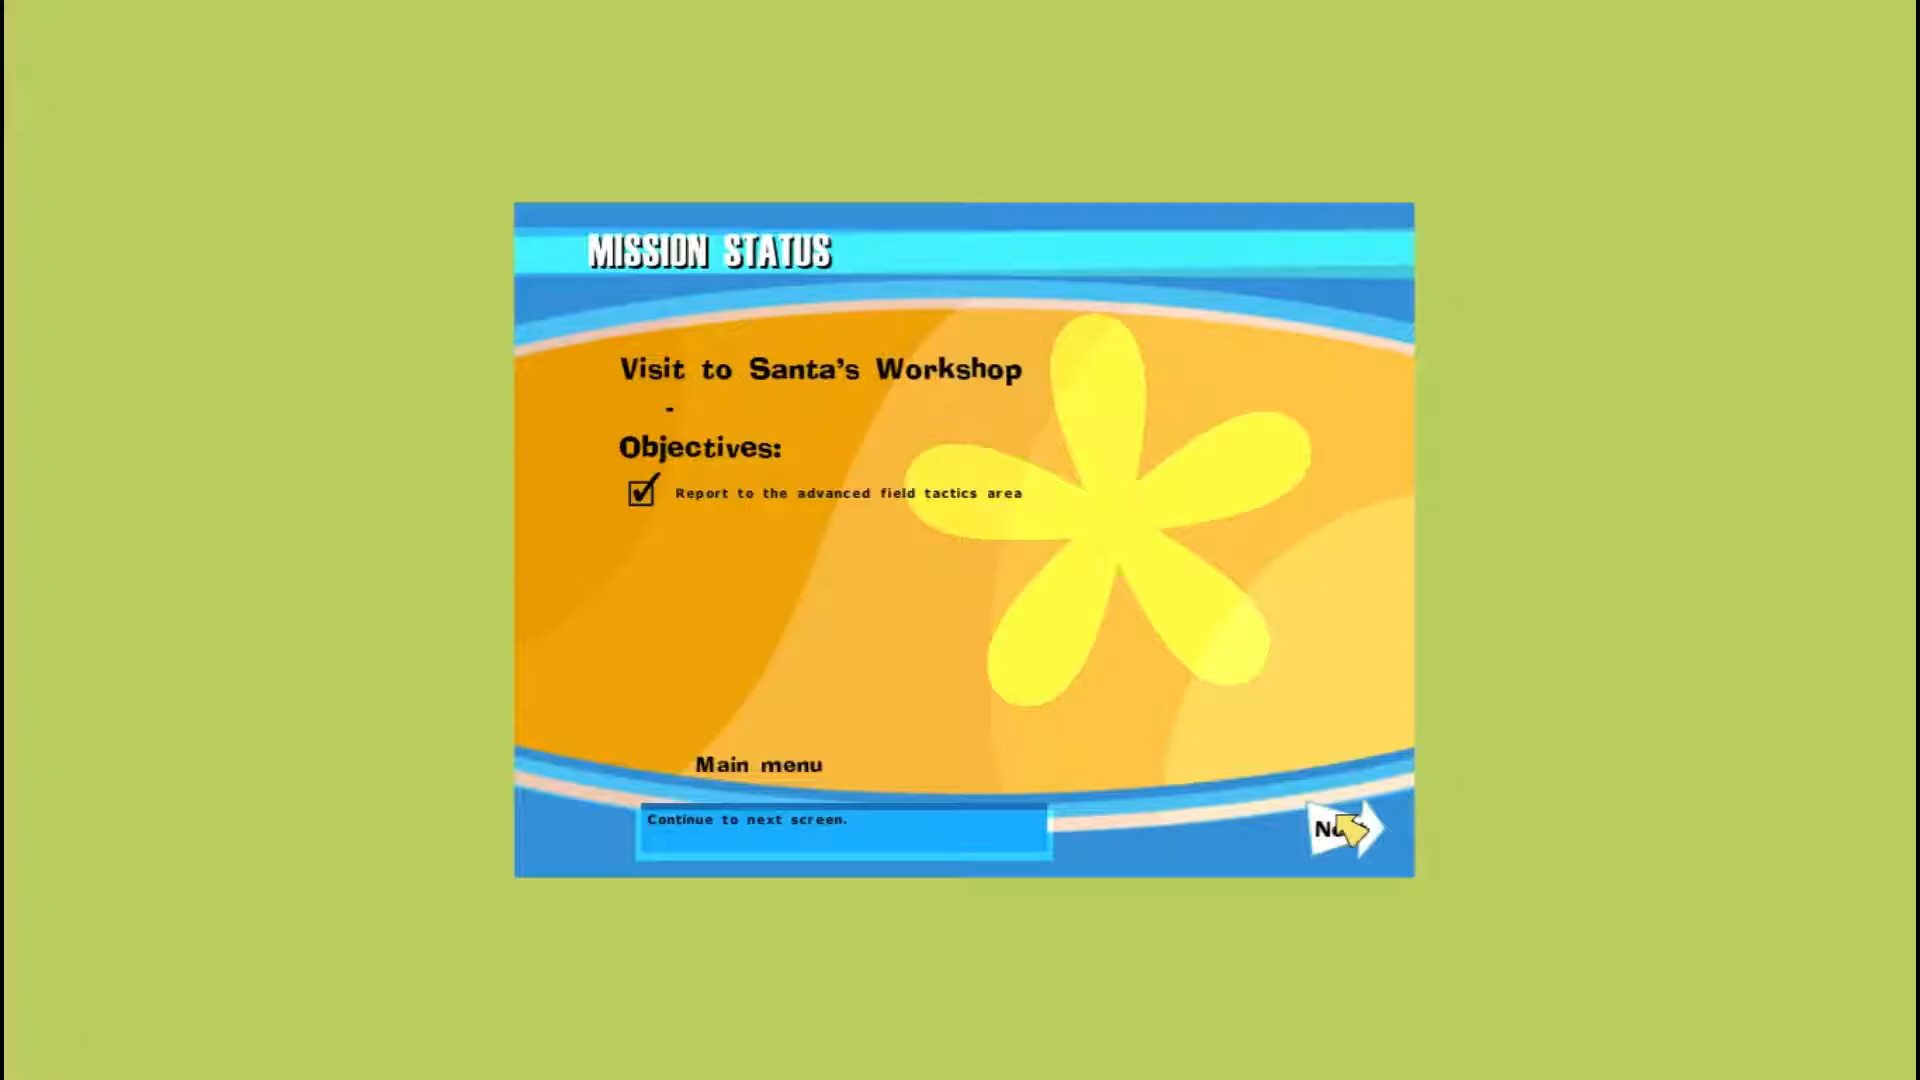 MISSION STATUS
Visit to Santa's Workshop
-
Objectives:
Report to the advanced field tactics area
Main menu
Continue to next screen.